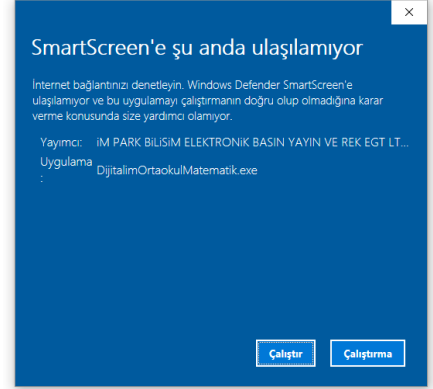 SmartScreen'e şu anda ulaşılamıyor
İnternet bağlantınızı denetleyin. Windows Defender SmartScreen'e
ulaşılamıyor ve bu uygulamayı çalıştırmanın doğru olup olmadığına karar
verme konusunda size yardımcı olamıyor.
Yayımcı: iM PARK BiLiSiM ELEKTRONiK BASIN YAYIN VE REK EGT LT...
Uygulama
: DijitalimOrtaokulMatematik.exe
Çalıştır Çalıştırma